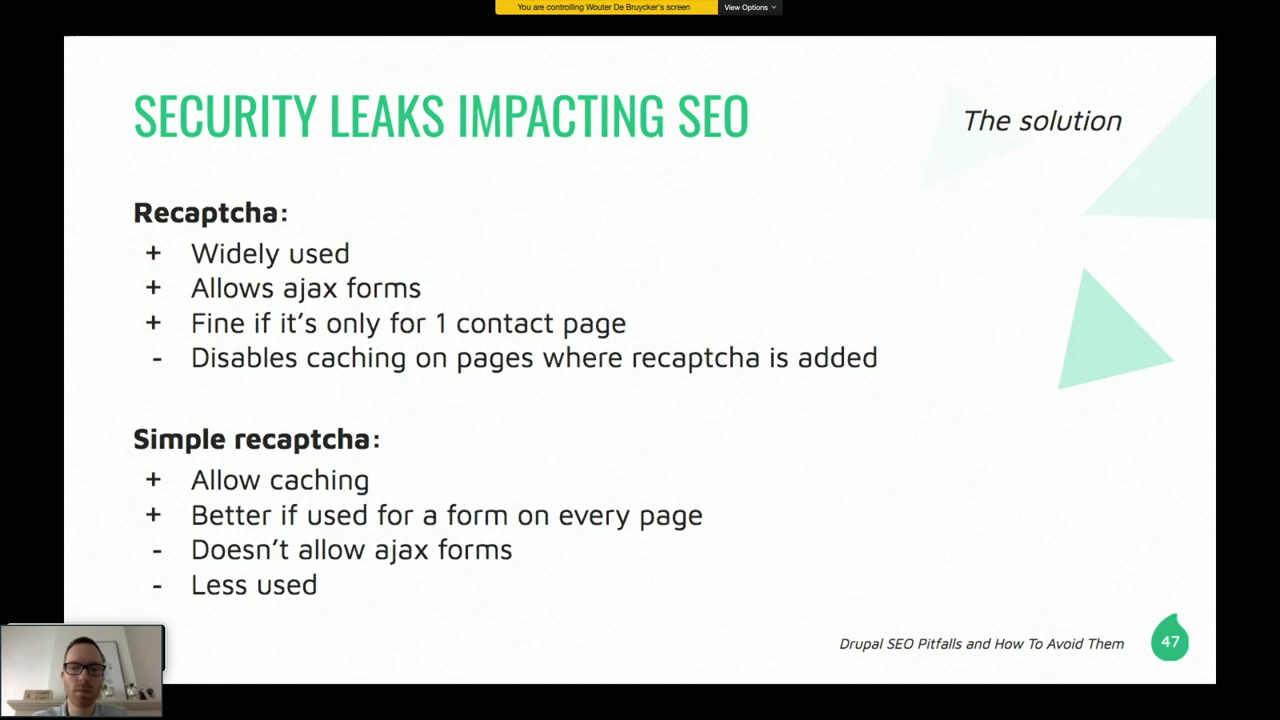 You are controlling Wouter De Bruycker's screen
View Options
SECURITY LEAKS IMPACTING SEO
The solution
Recaptcha:
+ Widely used
+ Allows ajax forms
+ Fine if it’s only for 1 contact page
- Disables caching on pages where recaptcha is added
Simple recaptcha:
+ Allow caching
+ Better if used for a form on every page
- Doesn’t allow ajax forms
- Less used
Drupal SEO Pitfalls and How To Avoid Them
47